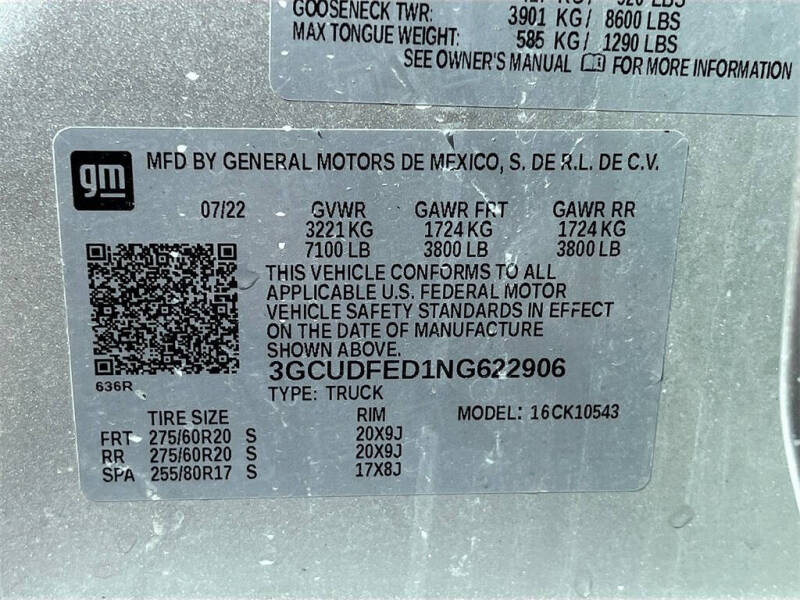 GOOSENECK TWR: 3901 KG/ 8600 LBS
MAX TONGUE WEIGHT: 585 KG/ 1290 LBS
SEE OWNER'S MANUAL FOR MORE INFORMATION
gm MFD BY GENERAL MOTORS DE MEXICO, S. DE R.L. DE C.V.
07/22 GVWR GAWR FRT GAWR RR
3221 KG 1724 KG 1724 KG
7100 LB 3800 LB 3800 LB
THIS VEHICLE CONFORMS TO ALL
APPLICABLE U.S. FEDERAL MOTOR
VEHICLE SAFETY STANDARDS IN EFFECT
ON THE DATE OF MANUFACTURE
SHOWN ABOVE.
3GCUDFED1NG622906
636R
TYPE: TRUCK
TIRE SIZE RIM MODEL: 16CK10543
FRT 275/60R20 S 20X9J
RR 275/60R20 S 20X9J
SPA 255/80R17 S 17X8J